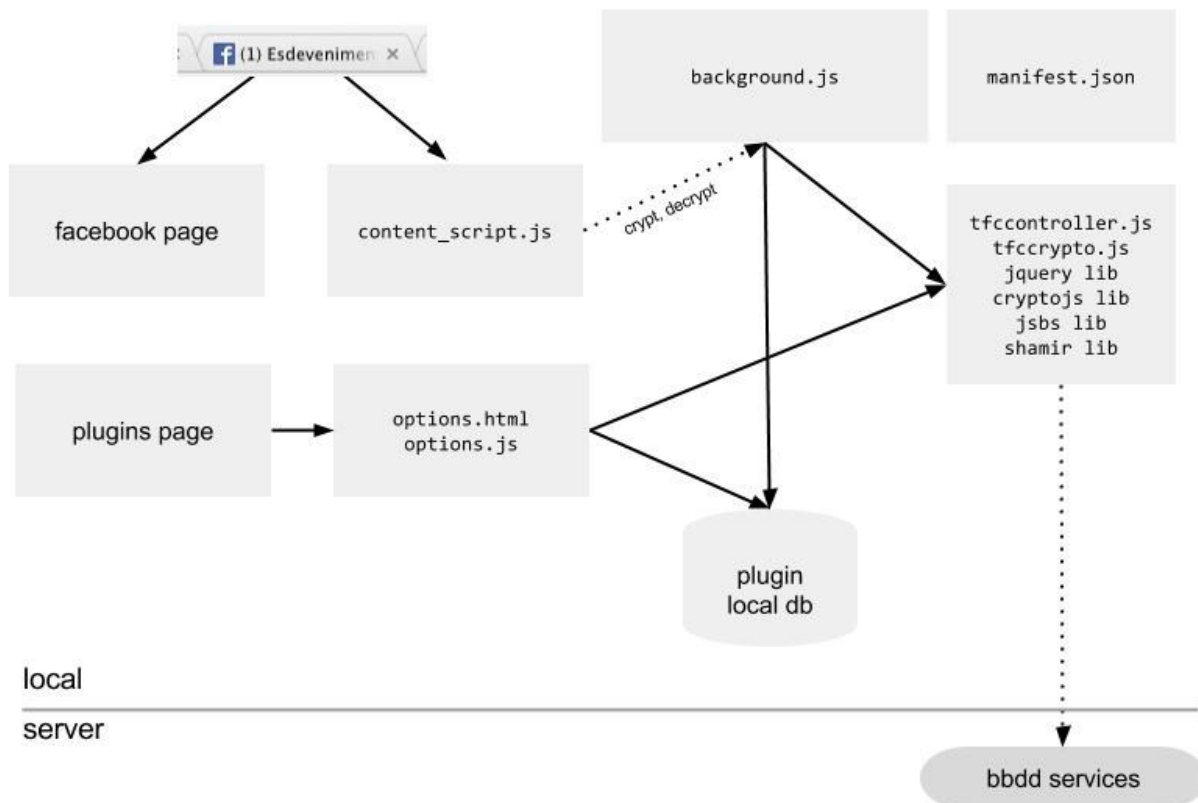 (1) Esdevenimen
background.js
manifest.json
facebook page
content_script.js
crypt, decrypt
tfccontroller.js
tfccrypto.js
jquery lib
cryptojs lib
jsbs lib
shamir lib
plugins page
options.html
options.js
plugin
local db
local
server
bbdd services